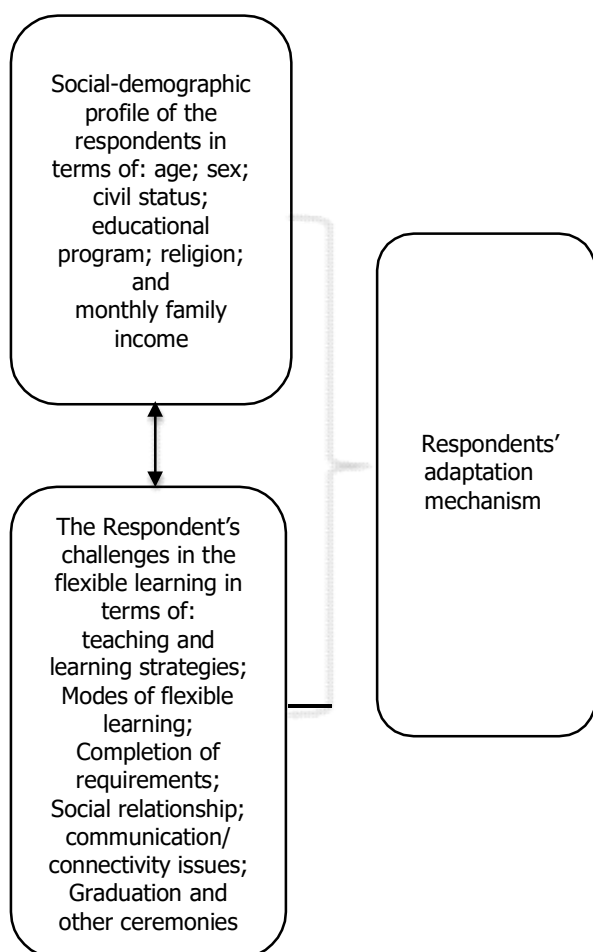 Social-demographic
profile of the
respondents in
terms of: age; sex;
civil status;
educational
program; religion;
and
monthly family
income
The Respondent’s
challenges in the
flexible learning in
terms of:
teaching and
learning strategies;
Modes of flexible
learning;
Completion of
requirements;
Social relationship;
communication/
connectivity issues;
Graduation and
other ceremonies
Respondents’
adaptation
mechanism